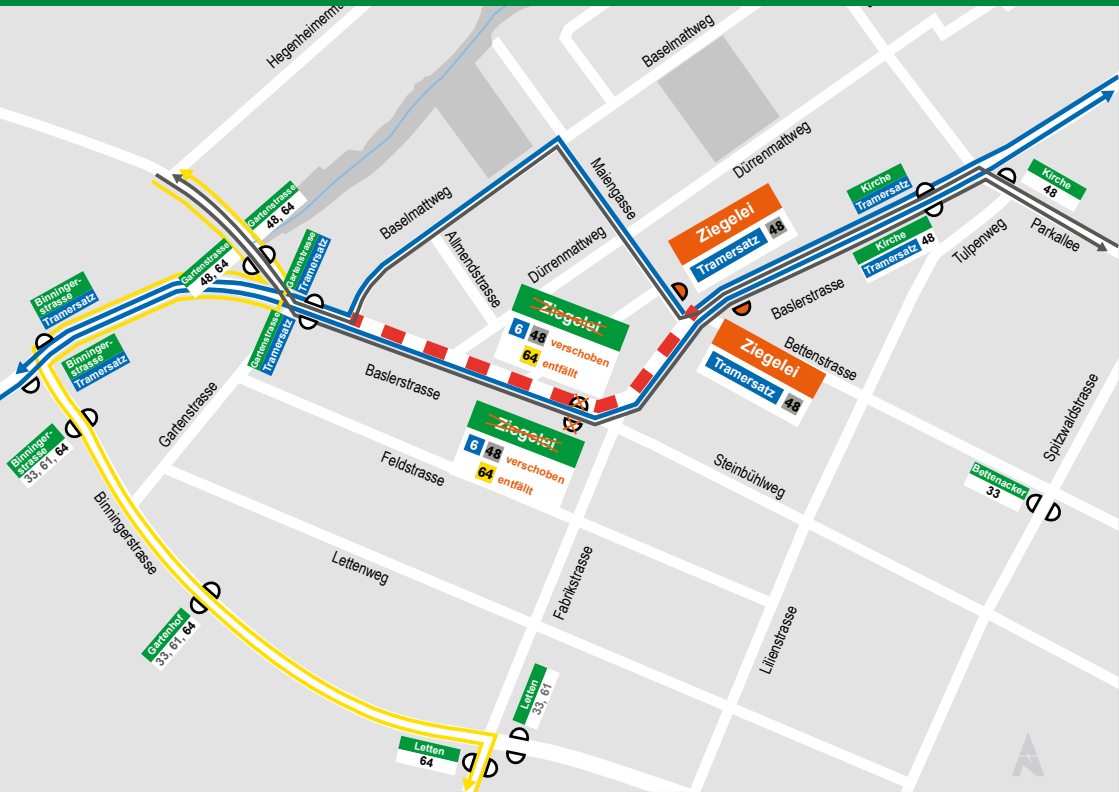 Hegenheimerma
Baselmattweg
Maiengasse
Dürrenmattweg
Baselmattweg
Allmendstrasse
Dürrenmattweg
Gartenstrasse
48, 64
Gartenstrasse
48, 64
Gartenstrasse
Tramersatz
Gartenstrasse
Tramersatz
Binninger-
strasse
Tramersatz
Binninger-
strasse
Tramersatz
Ziegelei
Tramersatz 48
Kirche
Tramersatz
Kirche
48
Kirche
Tramersatz 48
Tulpenweg
Parkallee
Baslerstrasse
Ziegelei
6 48 verschoben
64 entfällt
Ziegelei
Tramersatz 48
Bettenstrasse
Baslerstrasse
Gartenstrasse
Ziegelei
6 48 verschoben
64 entfällt
Spitzwaldstrasse
Binninger-
strasse
33, 61, 64
Feldstrasse
Steinbühlweg
Bettenacker
33
Binningerstrasse
Lettenweg
Fabrikstrasse
Lilienstrasse
Gartenhof
33, 61, 64
Letten
33, 61
Letten
64
N